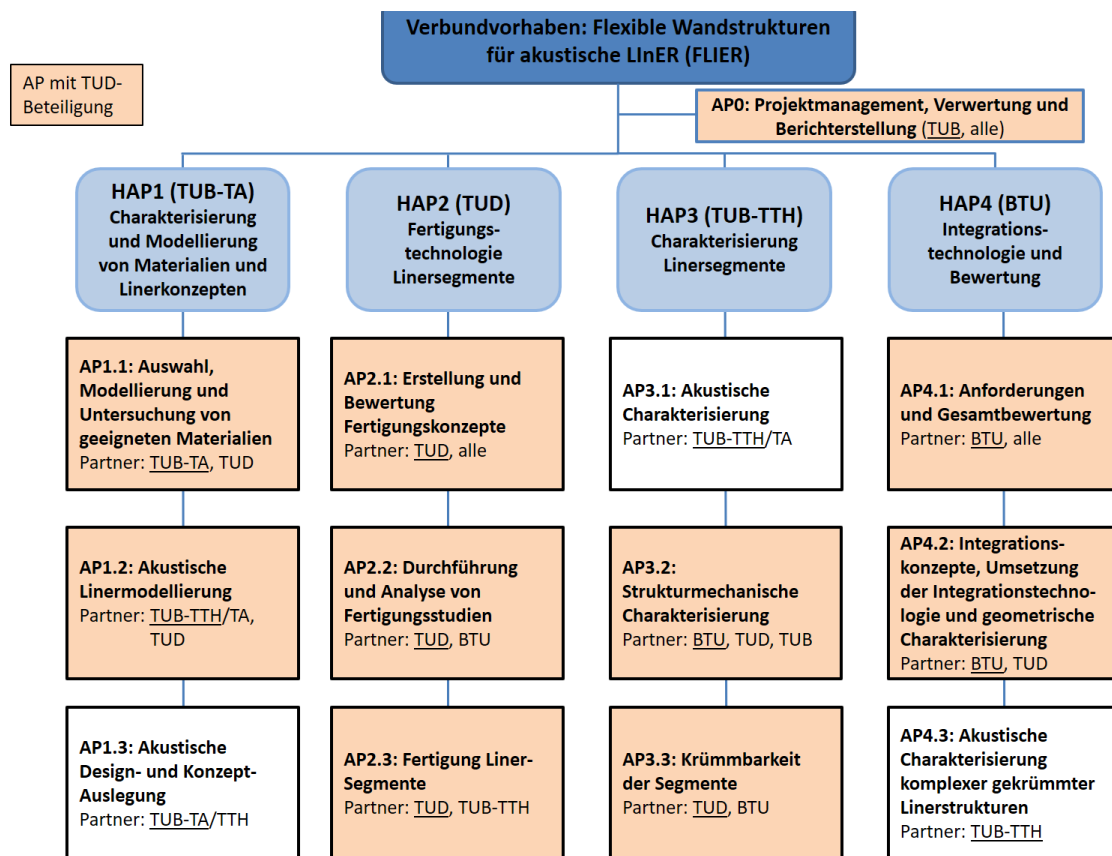 Verbundvorhaben: Flexible Wandstrukturen
für akustische LInER (FLIER)
AP mit TUD-
Beteiligung
AP0: Projektmanagement, Verwertung und
Berichterstellung (TUB, alle)
HAP1 (TUB-TA)
Charakterisierung
und Modellierung
von Materialien und
Linerkonzepten
HAP2 (TUD)
Fertigungs-
technologie
Linersegmente
HAP3 (TUB-TTH)
Charakterisierung
Linersegmente
HAP4 (BTU)
Integrations-
technologie und
Bewertung
AP1.1: Auswahl,
Modellierung und
Untersuchung von
geeigneten Materialien
Partner: TUB-TA, TUD
AP2.1: Erstellung und
Bewertung
Fertigungskonzepte
Partner: TUD, alle
AP3.1: Akustische
Charakterisierung
Partner: TUB-TTH/TA
AP4.1: Anforderungen
und Gesamtbewertung
Partner: BTU, alle
AP1.2: Akustische
Linermodellierung
Partner: TUB-TTH/TA,
TUD
AP2.2: Durchführung
und Analyse von
Fertigungsstudien
Partner: TUD, BTU
AP3.2:
Strukturmechanische
Charakterisierung
Partner: BTU, TUD, TUB
AP4.2: Integrations-
konzepte, Umsetzung
der Integrationstechno-
logie und geometrische
Charakterisierung
Partner: BTU, TUD
AP1.3: Akustische
Design- und Konzept-
Auslegung
Partner: TUB-TA/TTH
AP2.3: Fertigung Liner-
Segmente
Partner: TUD, TUB-TTH
AP3.3: Krümmbarkeit
der Segmente
Partner: TUD, BTU
AP4.3: Akustische
Charakterisierung
komplexer gekrümmter
Linerstrukturen
Partner: TUB-TTH